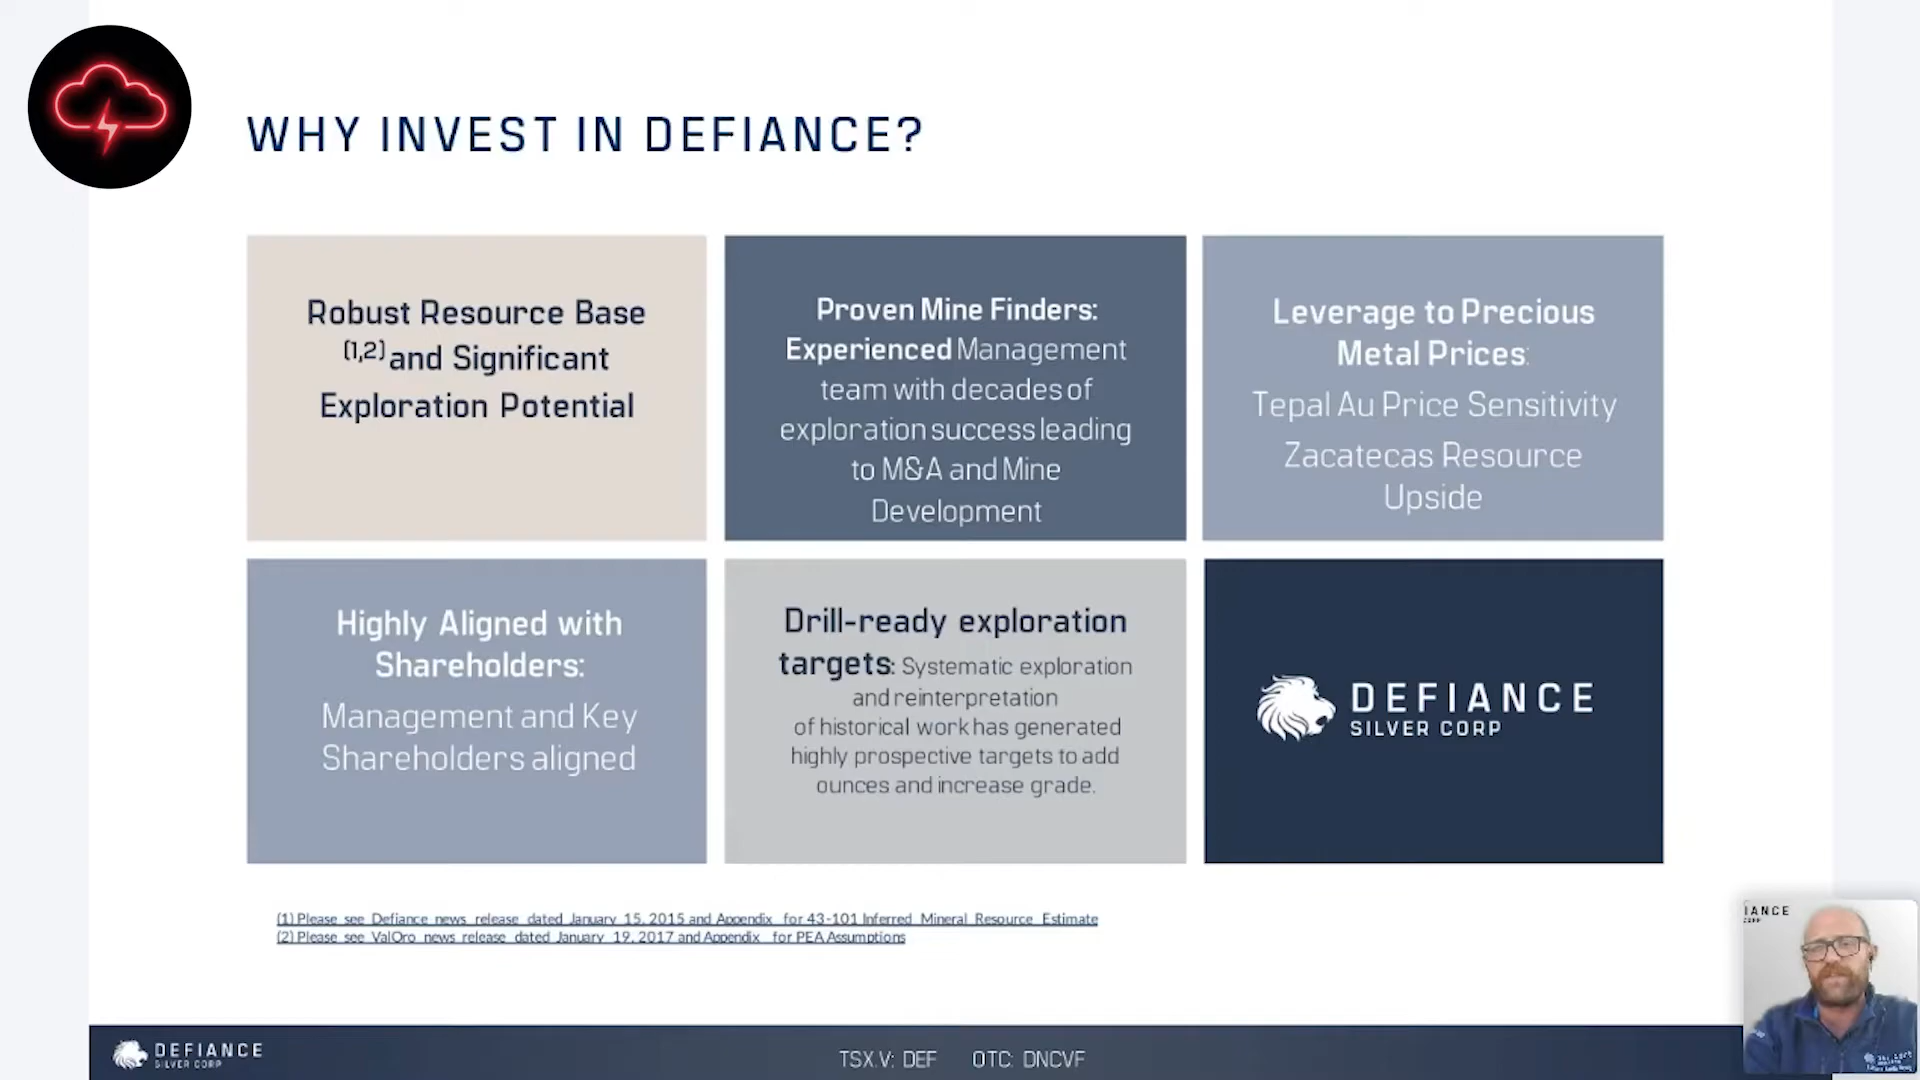 WHY INVEST IN DEFIANCE?
Robust Resource Base
(1,2) and Significant
Exploration Potential
Proven Mine Finders:
Experienced Management
team with decades of
exploration success leading
to M&A and Mine
Development
Leverage to Precious
Metal Prices:
Tepal Au Price Sensitivity
Zacatecas Resource
Upside
Highly Aligned with
Shareholders:
Management and Key
Shareholders aligned
Drill-ready exploration
targets: Systematic exploration
and reinterpretation
of historical work has generated
highly prospective targets to add
ounces and increase grade.
DEFIANCE
SILVER CORP
(1) Please see Defiance news release dated January 15, 2015 and Appendix for 43-101 Inferred Mineral Resource Estimate
(2) Please see ValOro news release dated January 19, 2017 and Appendix for PEA Assumptions
IANCE
CORP
DEFIANCE
SILVER CORP
TSX.V: DEF OTC: DNCVF